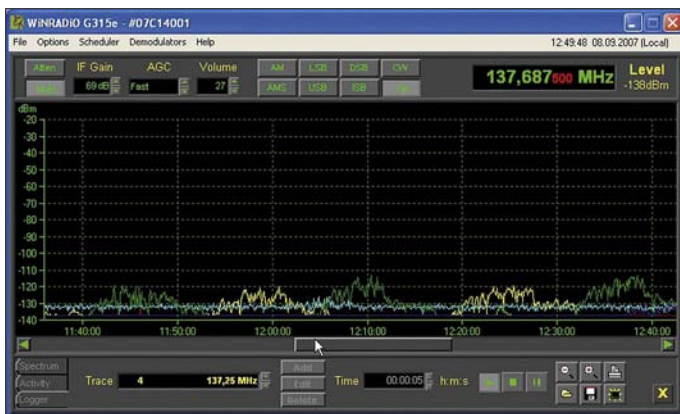 WiNRADiO G315e - #07C14001
File Options Scheduler Demodulators Help 12:49:48 08.09.2007 (Local)
Atten IF Gain AGC Volume AM LSB DSB CW
137,687500 MHz Level
69 dB Fast 27 AMS USB ISB -138dBm
dBm
-20
-30
-40
-50
-60
-70
-80
-90
-100
-110
-120
-130
-140
11:40:00 11:50:00 12:00:00 12:10:00 12:20:00 12:30:00 12:40:00
Spectrum
Activity
Logger
Trace 4 137,25 MHz
Add
Edit
Delete
Time 00:00:05 h:m:s
X